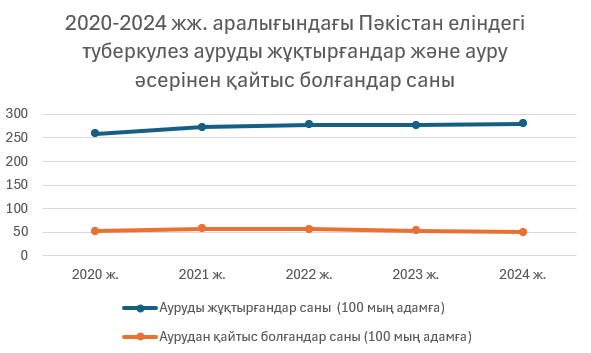 2020-2024 жж. аралығындағы Пәкістан еліндегі
туберкулез ауруды жұқтырғандар және ауру
әсерінен қайтыс болғандар саны
300
250
200
150
100
50
0
2020 ж. 2021 ж. 2022 ж. 2023 ж. 2024 ж.
Ауруды жұқтырғандар саны (100 мың адамға)
Аурудан қайтыс болғандар саны (100 мың адамға)